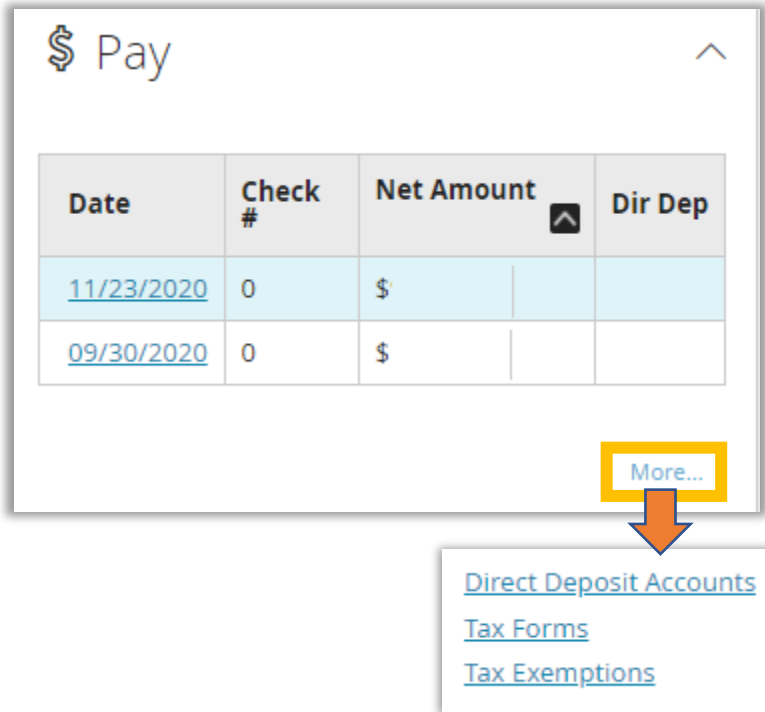 $ Pay
Date Check # Net Amount Dir Dep
11/23/2020 0 $
09/30/2020 0 $
More...
Direct Deposit Accounts
Tax Forms
Tax Exemptions